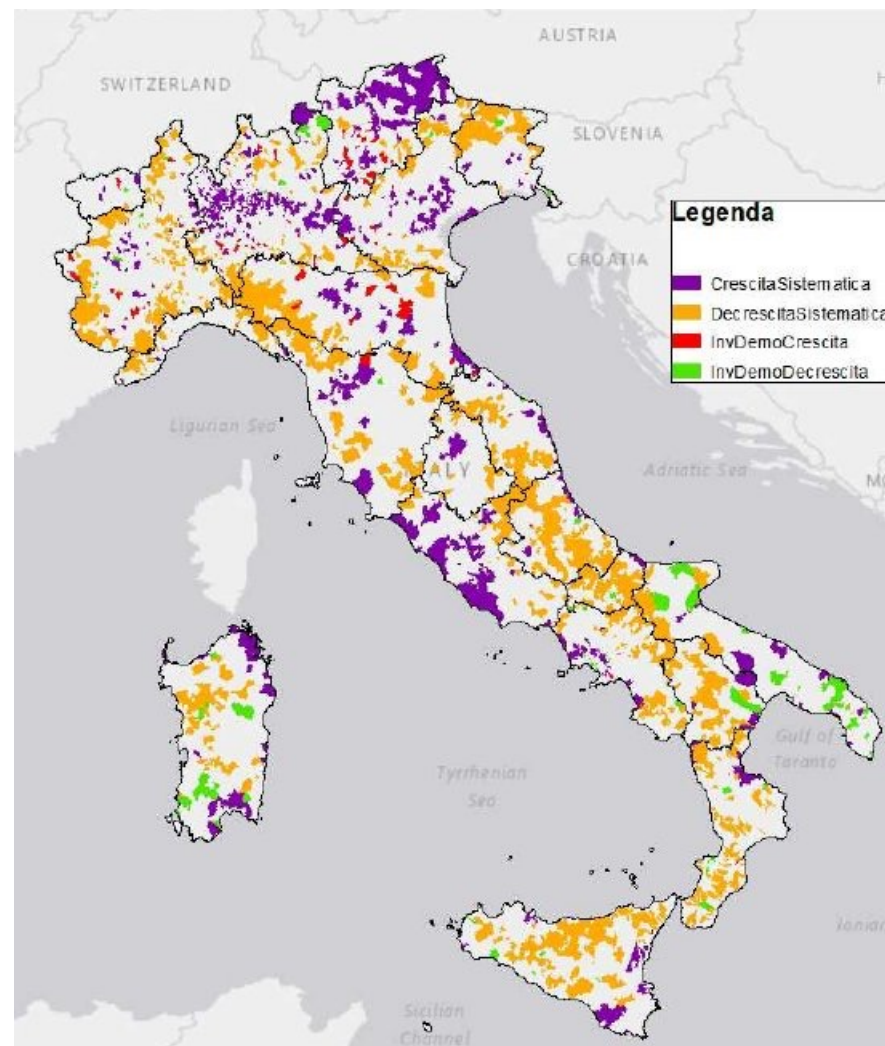 AUSTRIA
SWITZERLAND
SLOVENIA
Legenda
CROATIA
CrescitaSistematica
DecrescitaSistematica
InvDemoCrescita
InvDemoDecrescita
Ligurian Sea
ITALY
Adriatic Sea
Gulf of
Taranto
Tyrrhenian
Sea
Sicilian
Channel